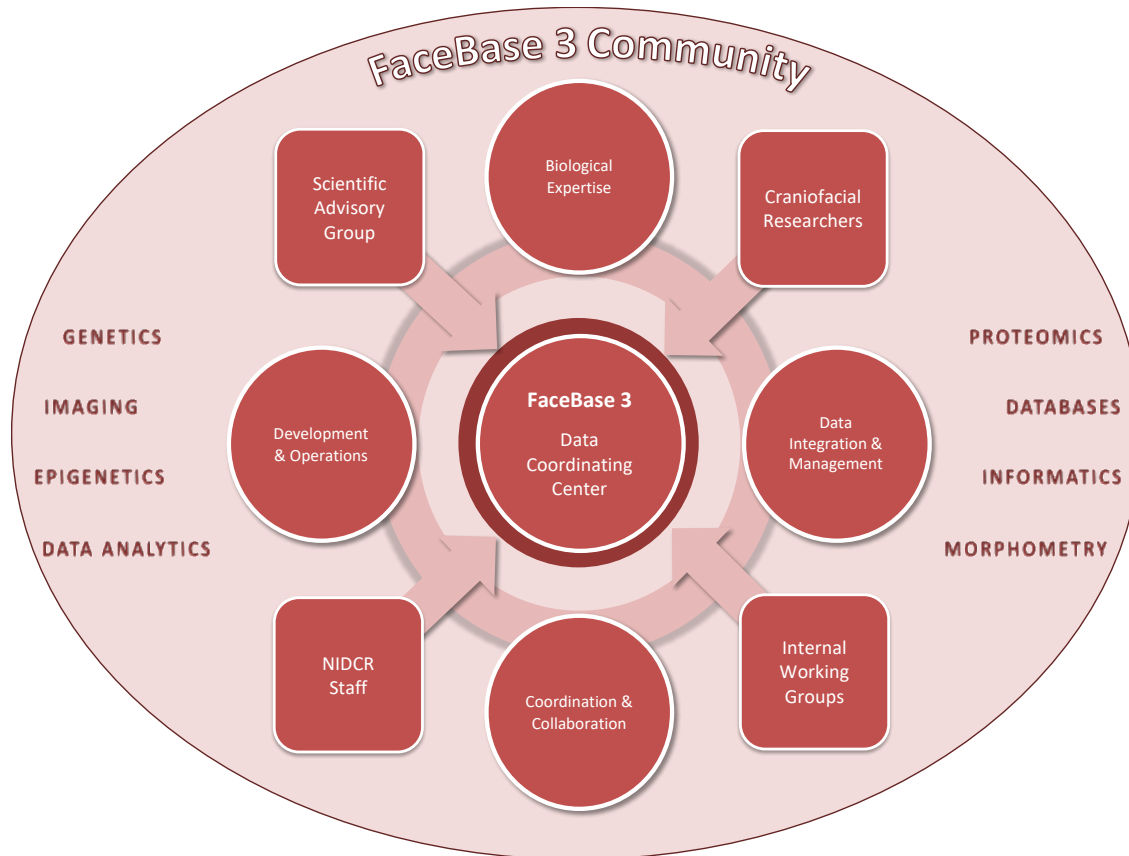 FaceBase 3 Community
Scientific
Advisory
Group
Biological
Expertise
Craniofacial
Researchers
GENETICS
IMAGING
EPIGENETICS
DATA ANALYTICS
Development
& Operations
FaceBase 3
Data
Coordinating
Center
Data
Integration &
Management
PROTEOMICS
DATABASES
INFORMATICS
MORPHOMETRY
NIDCR
Staff
Coordination &
Collaboration
Internal
Working
Groups